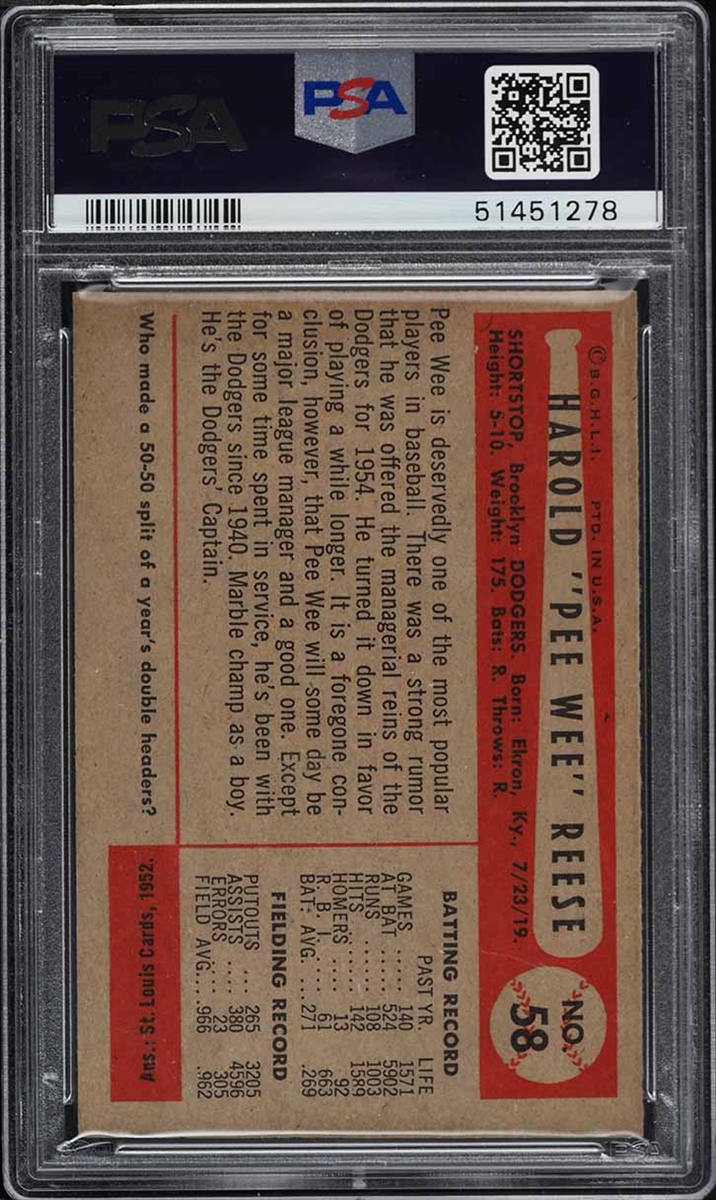 PSA
PSA
51451278
© B.G.H.L.I. PTD. IN U.S.A.
HAROLD "PEE WEE" REESE
NO. 58
SHORTSTOP, Brooklyn DODGERS. Born: Ekron, Ky., 7/23/19.
Height: 5-10. Weight: 175. Bats: R. Throws: R.
Pee Wee is deservedly one of the most popular
players in baseball. There was a strong rumor
that he was offered the managerial reins of the
Dodgers for 1954. He turned it down in favor
of playing a while longer. It is a foregone con-
clusion, however, that Pee Wee will some day be
a major league manager and a good one. Except
for some time spent in service, he's been with
the Dodgers since 1940. Marble champ as a boy.
He's the Dodgers' Captain.
BATTING RECORD
PAST YR. LIFE
GAMES ..... 140 1571
AT BAT ..... 524 5902
RUNS ...... 108 1003
HITS ...... 142 1589
HOMERS ..... 13 92
R. B. I. .... 61 663
BAT. AVG. ...271 .269
FIELDING RECORD
PUTOUTS ... 265 3205
ASSISTS .... 380 4596
ERRORS ... 23 305
FIELD AVG....966 .962
Who made a 50-50 split of a year's double headers?
Ans.: St. Louis Cards, 1952.
PSA